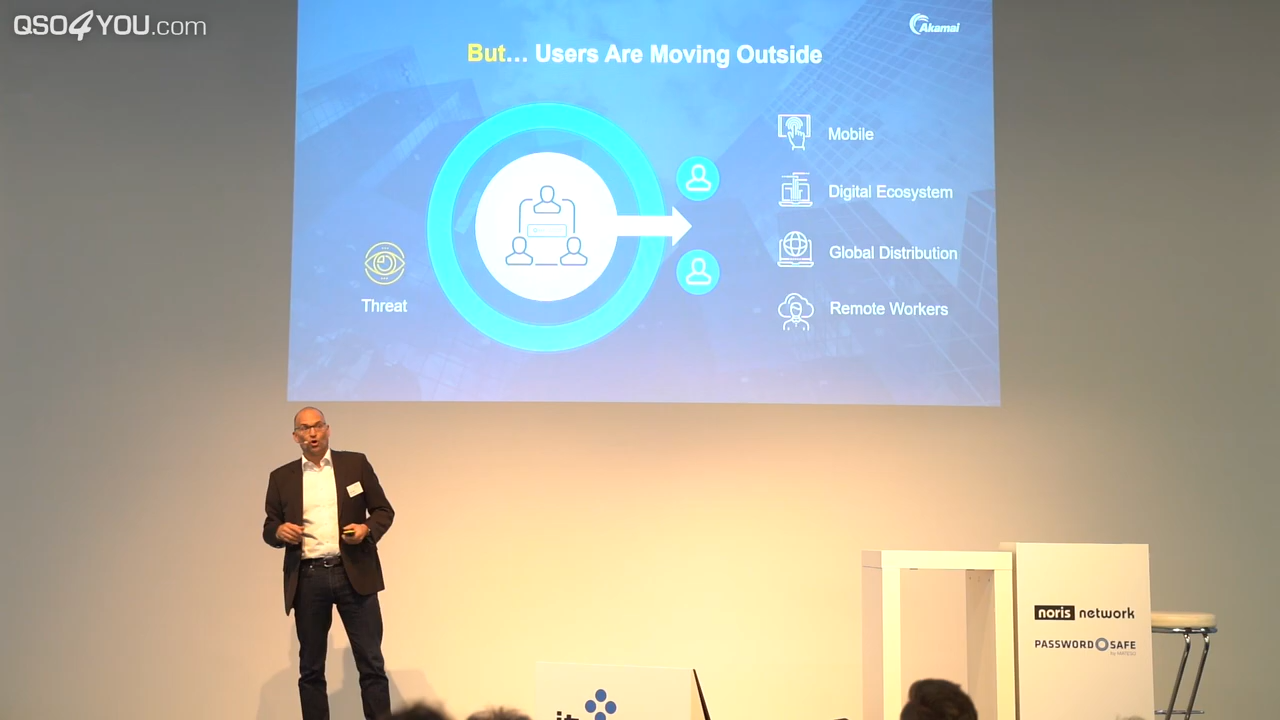 QSO4YOU.com
Akamai
But... Users Are Moving Outside
Mobile
Digital Ecosystem
Global Distribution
Remote Workers
Threat
noris network
PASSWORD SAFE
it